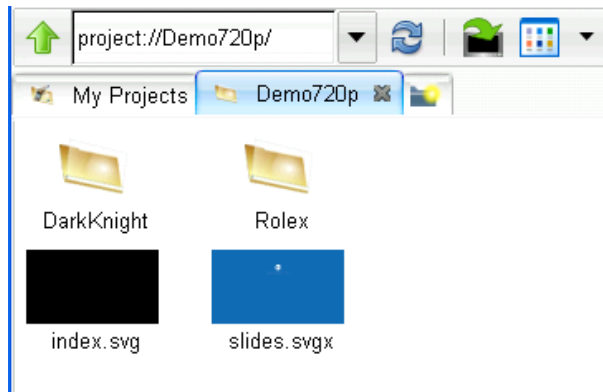 project://Demo720p/
My Projects Demo720p
DarkKnight Rolex
index.svg slides.svgx